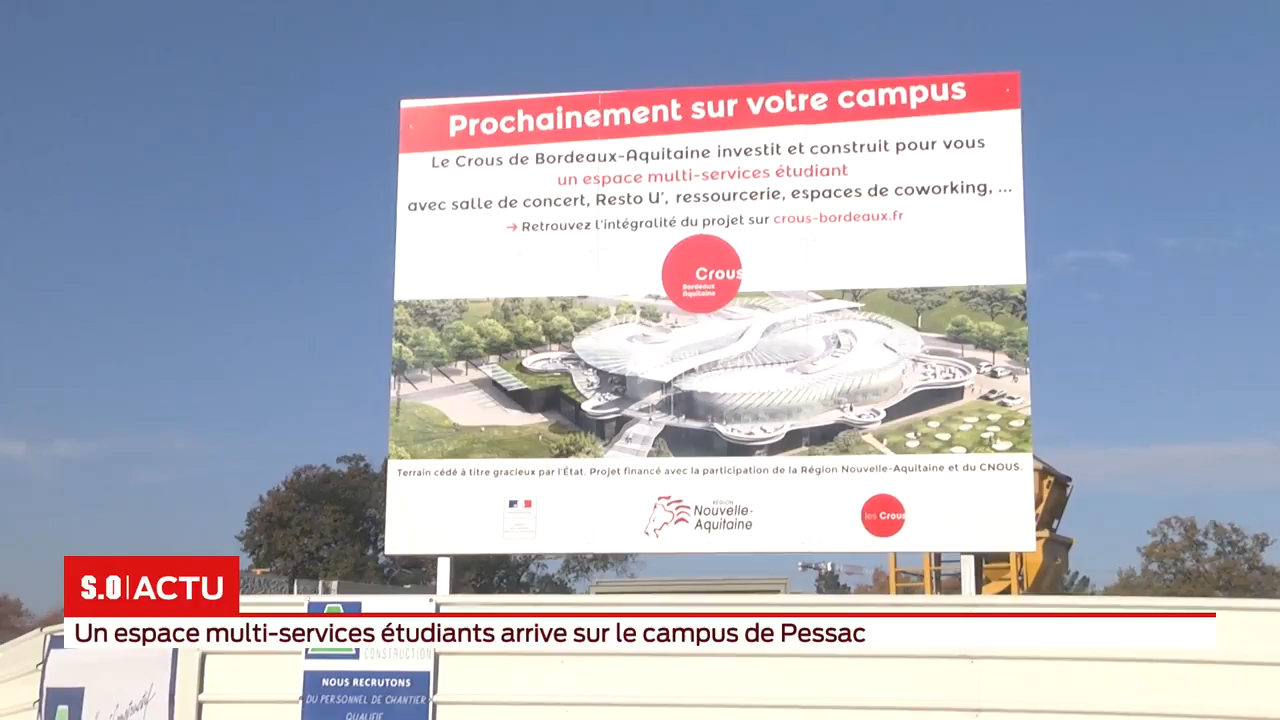 Prochainement sur votre campus
Le Crous de Bordeaux-Aquitaine investit et construit pour vous
un espace multi-services étudiant
avec salle de concert, Resto U', ressourcerie, espaces de coworking, ...
→ Retrouvez l'intégralité du projet sur crous-bordeaux.fr
Crous
Bordeaux
Aquitaine
Terrain cédé à titre gracieux par l'État. Projet financé avec la participation de la Région Nouvelle-Aquitaine et du CNOUS.
RÉGION
Nouvelle-
Aquitaine
les Crous
S.O ACTU
Un espace multi-services étudiants arrive sur le campus de Pessac
CONSTRUCTION
NOUS RECRUTONS
DU PERSONNEL DE CHANTIER
QUALIFIÉ